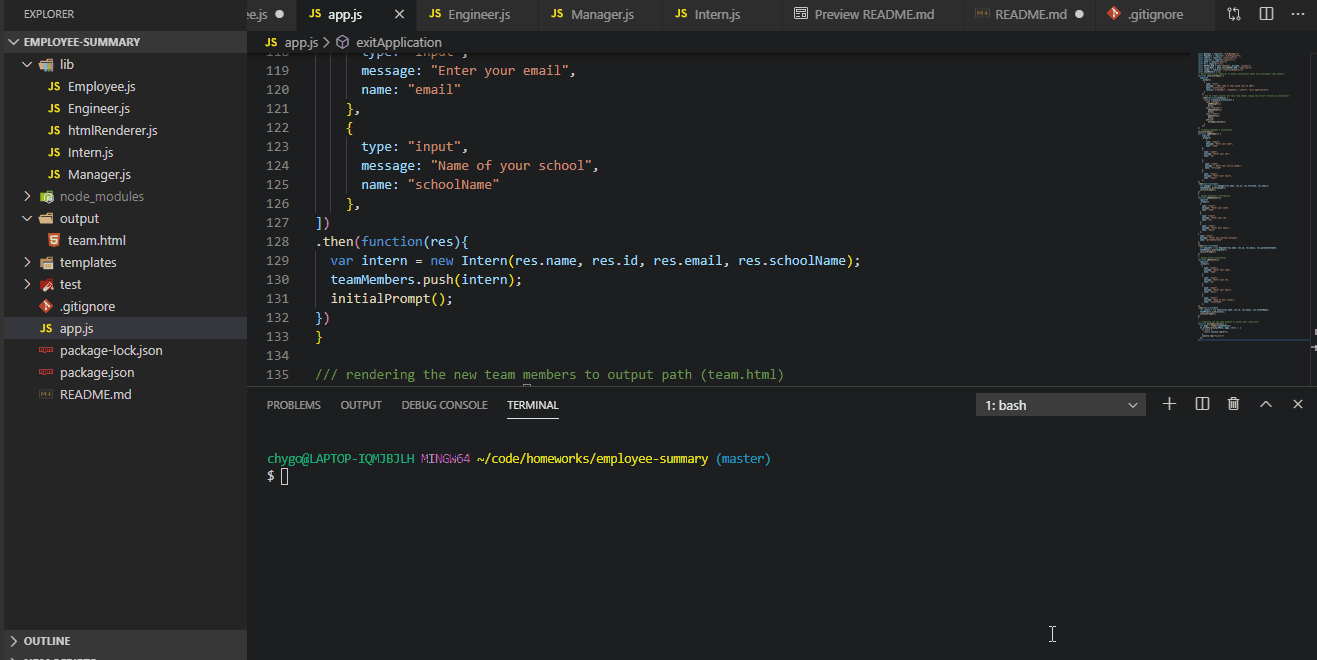 EXPLORER
ee.js
JS app.js
JS Engineer.js
JS Manager.js
JS Intern.js
Preview README.md
README.md
.gitignore
EMPLOYEE-SUMMARY
JS app.js > exitApplication
lib
JS Employee.js
JS Engineer.js
JS htmlRenderer.js
JS Intern.js
JS Manager.js
node_modules
output
team.html
templates
test
.gitignore
JS app.js
package-lock.json
package.json
README.md
OUTLINE
118 type: "input",
119 message: "Enter your email",
120 name: "email"
121 },
122 {
123 type: "input",
124 message: "Name of your school",
125 name: "schoolName"
126 },
127 ])
128 .then(function(res){
129 var intern = new Intern(res.name, res.id, res.email, res.schoolName);
130 teamMembers.push(intern);
131 initialPrompt();
132 })
133 }
134
135 /// rendering the new team members to output path (team.html)
PROBLEMS OUTPUT DEBUG CONSOLE TERMINAL
1: bash
chygo@LAPTOP-IQMJBJLH MINGW64 ~/code/homeworks/employee-summary (master)
$